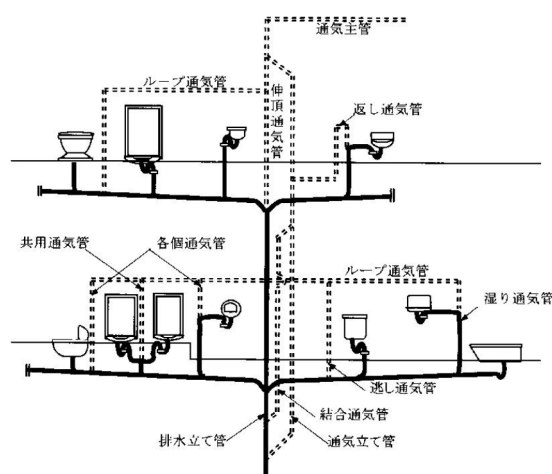 通気主管
ループ通気管
伸頂通気管
返し通気管
共用通気管
各個通気管
ループ通気管
湿り通気管
逃し通気管
結合通気管
排水立て管
通気立て管